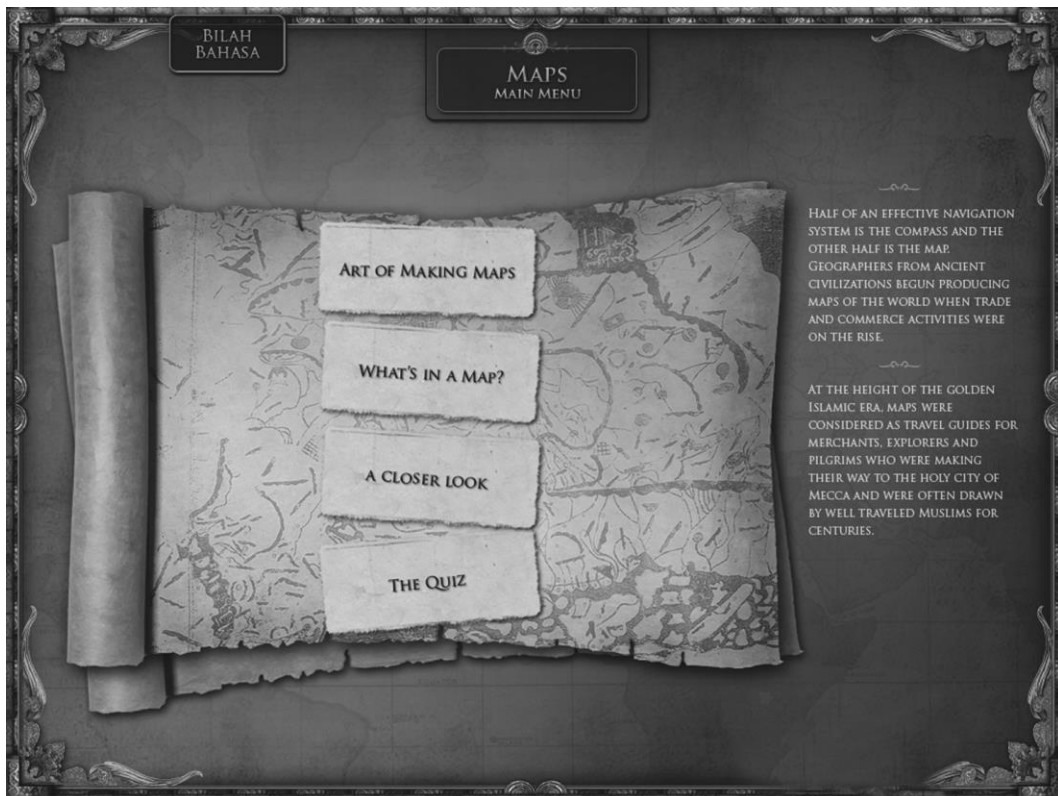 BILAH
BAHASA
MAPS
MAIN MENU
ART OF MAKING MAPS
WHAT'S IN A MAP?
A CLOSER LOOK
THE QUIZ
HALF OF AN EFFECTIVE NAVIGATION
SYSTEM IS THE COMPASS AND THE
OTHER HALF IS THE MAP.
GEOGRAPHERS FROM ANCIENT
CIVILIZATIONS BEGUN PRODUCING
MAPS OF THE WORLD WHEN TRADE
AND COMMERCE ACTIVITIES WERE
ON THE RISE.
AT THE HEIGHT OF THE GOLDEN
ISLAMIC ERA, MAPS WERE
CONSIDERED AS TRAVEL GUIDES FOR
MERCHANTS, EXPLORERS AND
PILGRIMS WHO WERE MAKING
THEIR WAY TO THE HOLY CITY OF
MECCA AND WERE OFTEN DRAWN
BY WELL TRAVELED MUSLIMS FOR
CENTURIES.